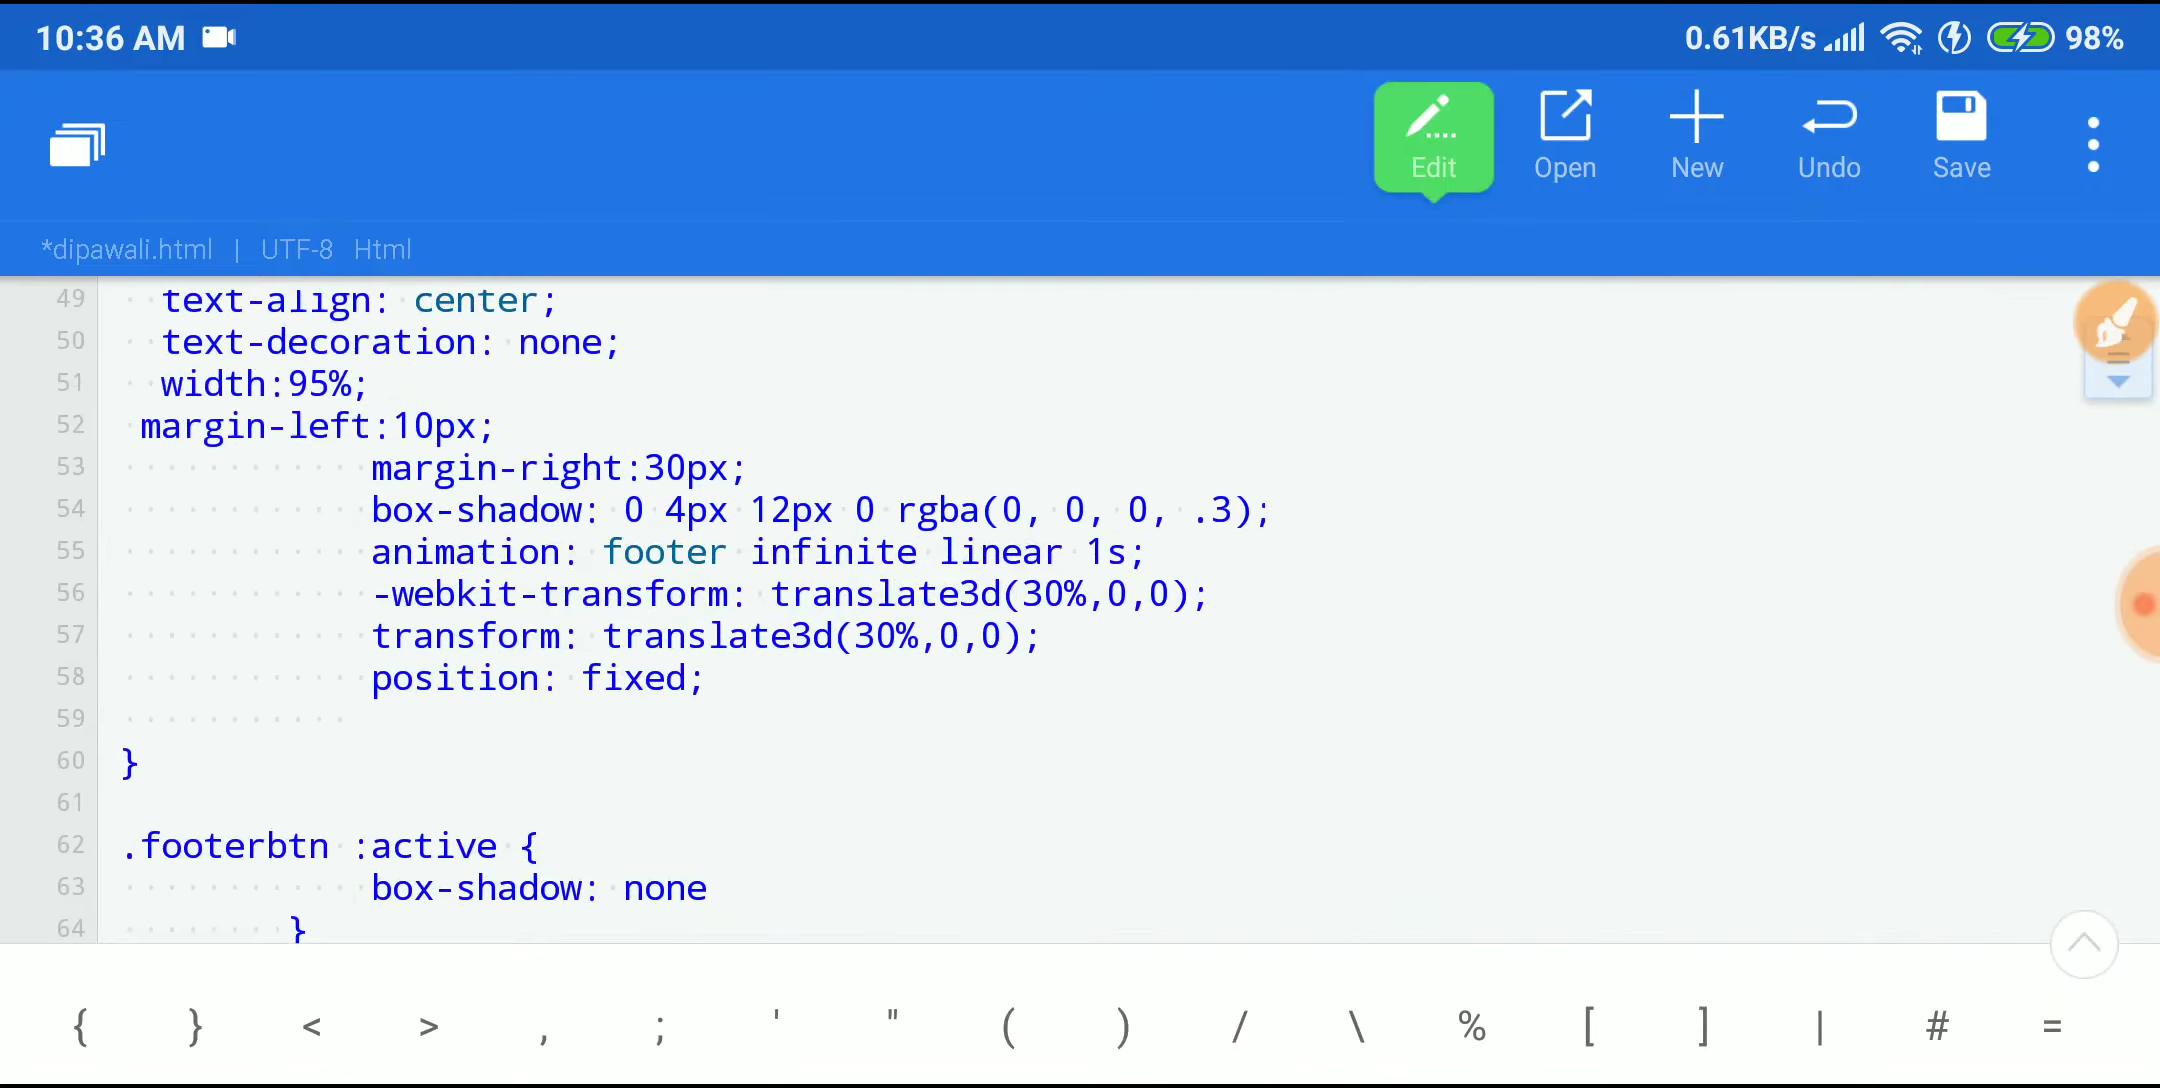 10:36 AM 0.61KB/s 98%
Edit Open New Undo Save
*dipawali.html | UTF-8 Html
49 text-align: center;
50 text-decoration: none;
51 width:95%;
52 margin-left:10px;
53 margin-right:30px;
54 box-shadow: 0 4px 12px 0 rgba(0, 0, 0, .3);
55 animation: footer infinite linear 1s;
56 -webkit-transform: translate3d(30%,0,0);
57 transform: translate3d(30%,0,0);
58 position: fixed;
59
60 }
61
62 .footerbtn :active {
63 box-shadow: none
64 }
{ } < > , ; ' " ( ) / \ % [ ] | # =